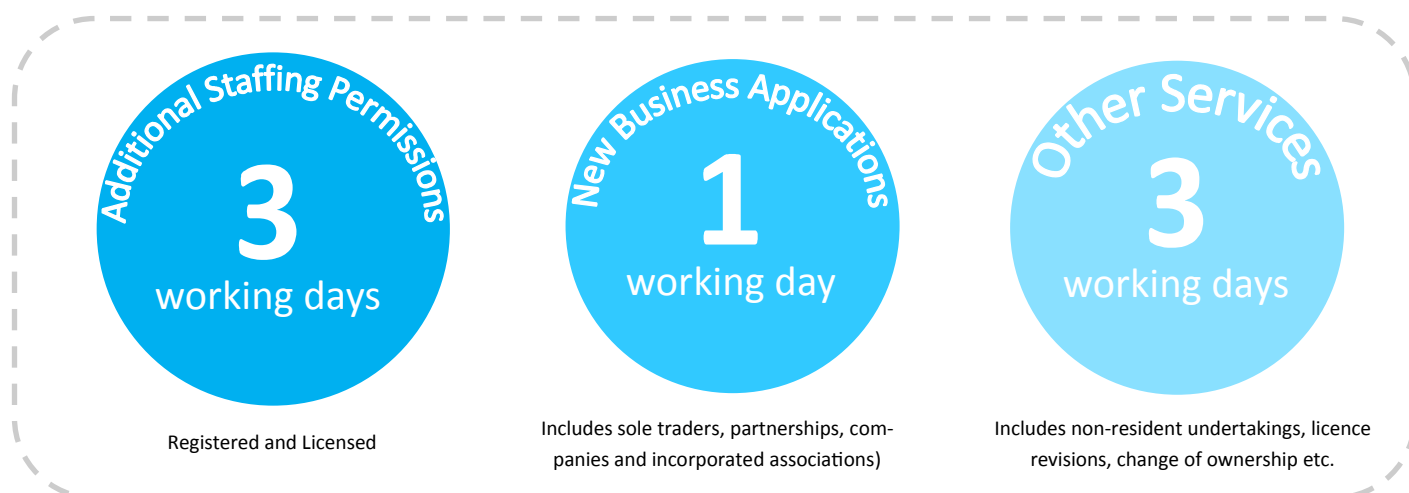 Additional Staffing Permissions
3
working days
Registered and Licensed
New Business Applications
1
working day
Includes sole traders, partnerships, com-
panies and incorporated associations)
Other Services
3
working days
Includes non-resident undertakings, licence
revisions, change of ownership etc.